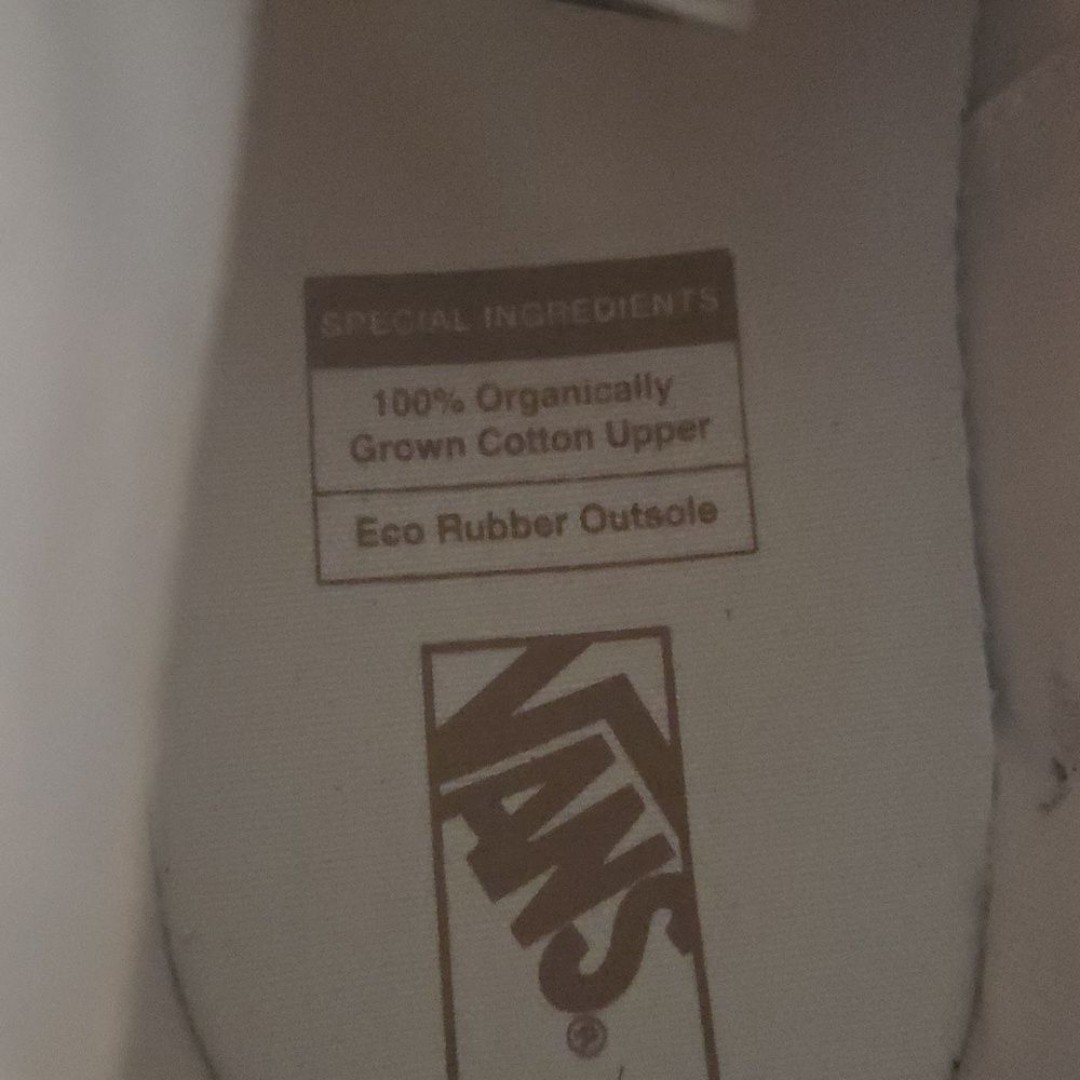 SPECIAL INGREDIENTS
100% Organically
Grown Cotton Upper
Eco Rubber Outsole
VANS
®